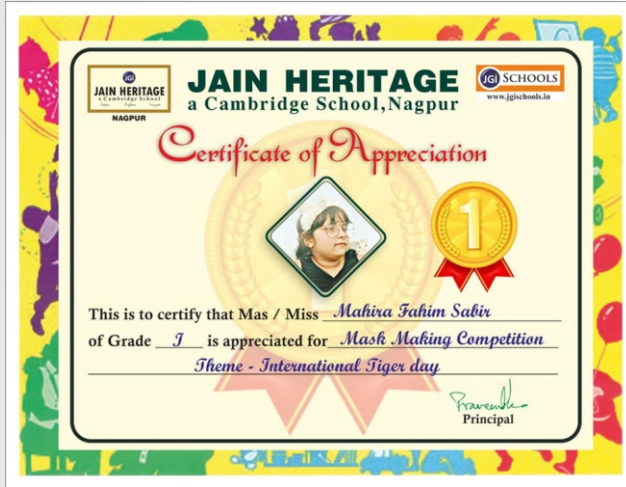 JGI
JAIN HERITAGE
a Cambridge School
NAGPUR
JAIN HERITAGE
a Cambridge School, Nagpur
JGI SCHOOLS
www.jgischools.in
Certificate of Appreciation
1
This is to certify that Mas / Miss Mahira Fahim Sabir
of Grade I is appreciated for Mask Making Competition
Theme - International Tiger day
Principal